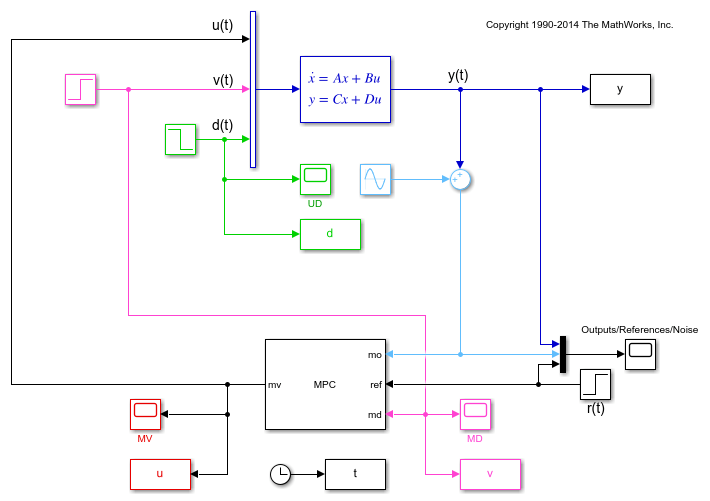 Copyright 1990-2014 The MathWorks, Inc.
u(t)
v(t)
d(t)
ẋ = Ax + Bu
y = Cx + Du
y(t)
y
UD
d
Outputs/References/Noise
mo
mv
MPC
ref
md
r(t)
MV
MD
u
t
v